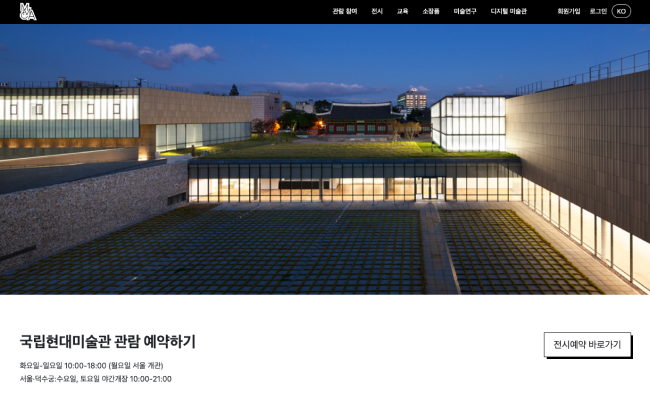 MMCA
관람 참여 전시 교육 소장품 미술연구 디지털 미술관 회원가입 로그인 KO
국립현대미술관 관람 예약하기
전시예약 바로가기
화요일-일요일 10:00-18:00 (월요일 서울 개관)
서울·덕수궁:수요일, 토요일 야간개장 10:00-21:00